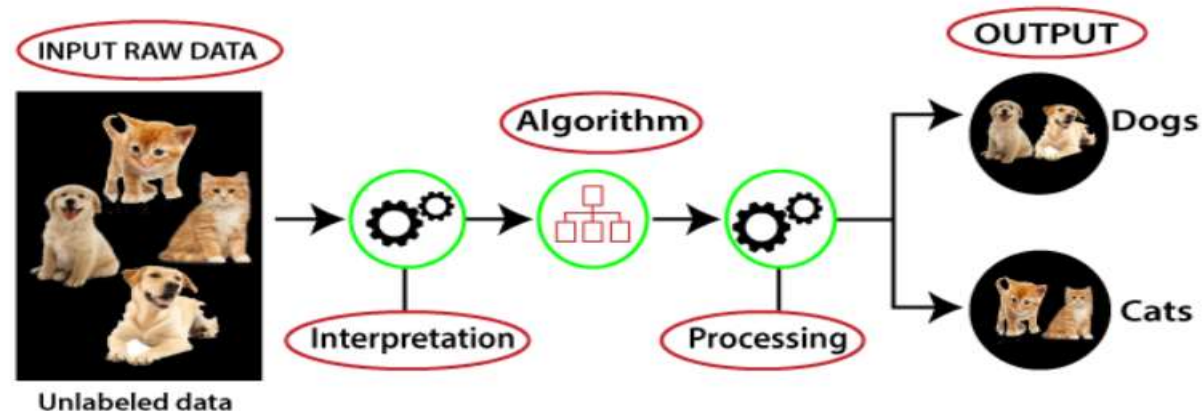 INPUT RAW DATA
Unlabeled data
Interpretation
Algorithm
Processing
OUTPUT
Dogs
Cats